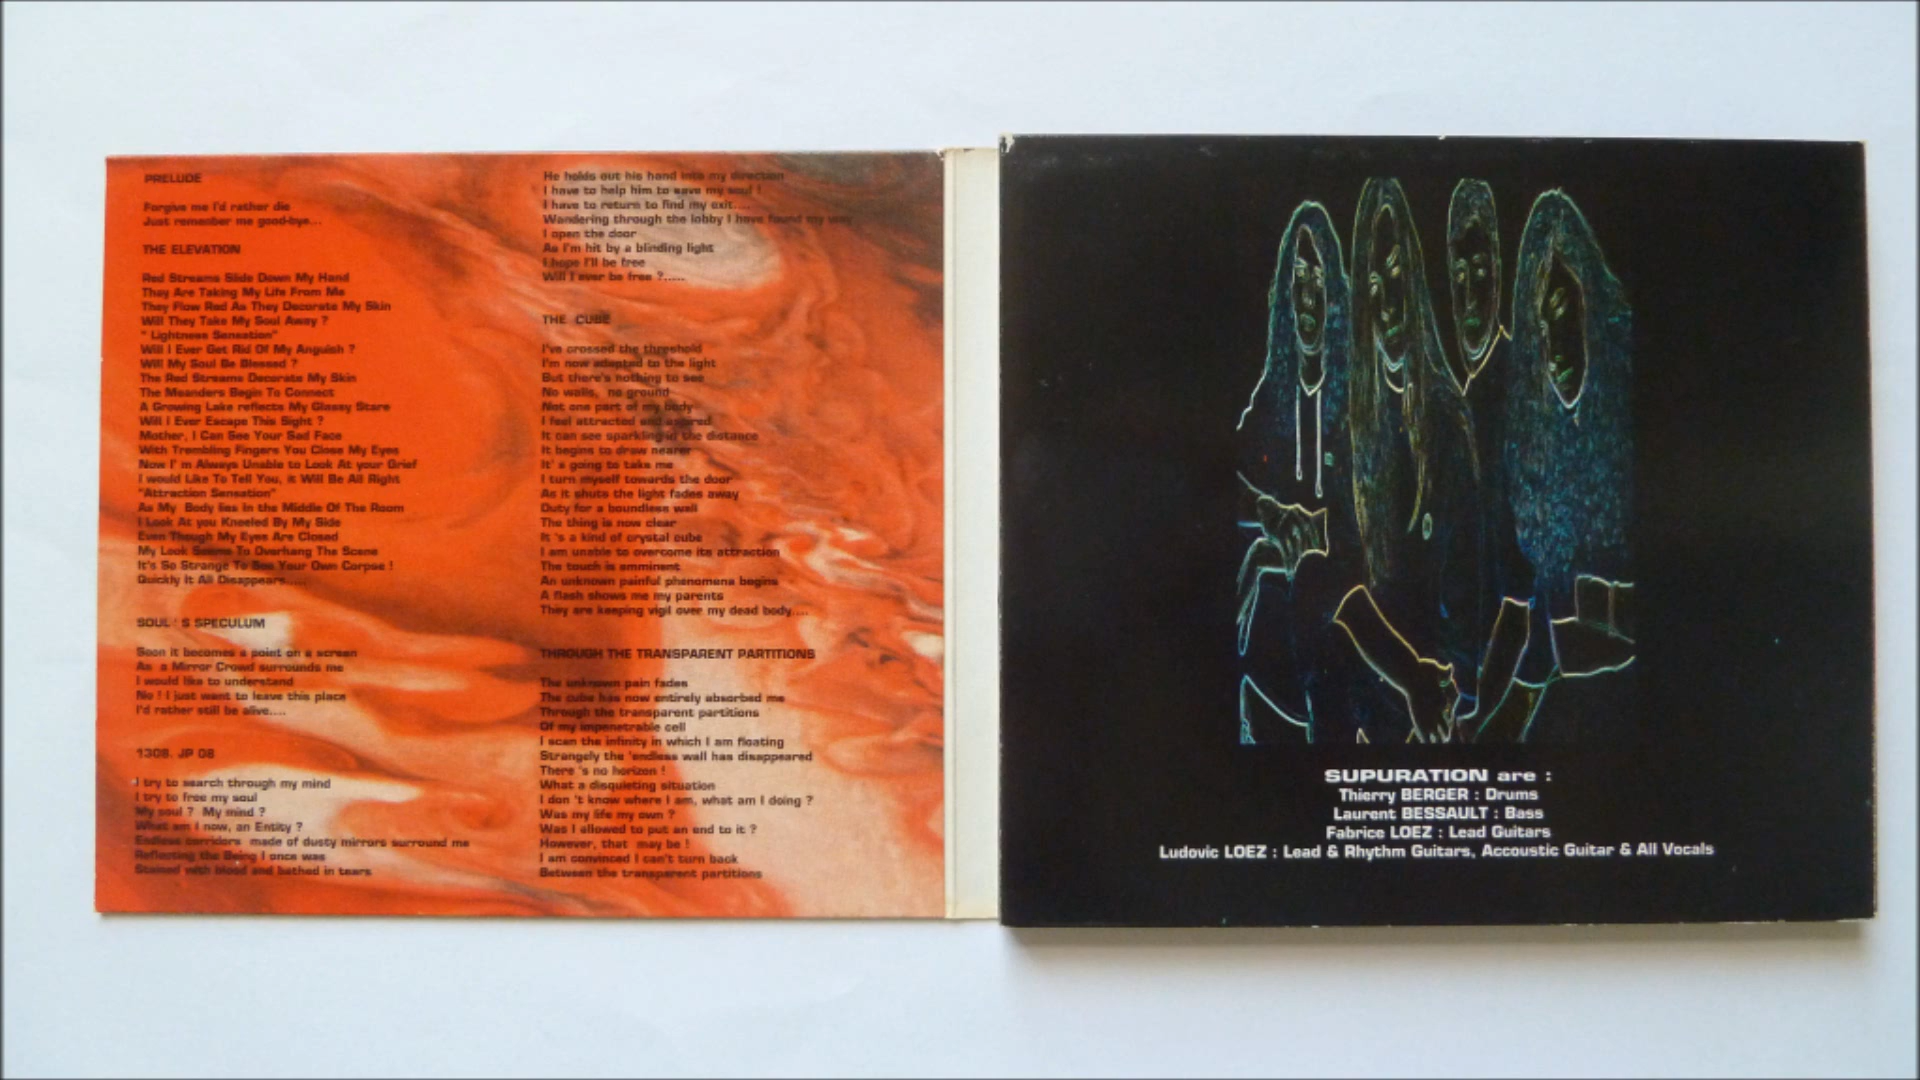 PRELUDE
Forgive me I'd rather die
Just remember me good-bye...
THE ELEVATION
Red Streams Slide Down My Hand
They Are Taking My Life From Me
They Flow Red As They Decorate My Skin
Will They Take My Soul Away ?
" Lightness Sensation"
Will I Ever Get Rid Of My Anguish ?
Will My Soul Be Blessed ?
The Red Streams Decorate My Skin
The Meanders Begin To Connect
A Growing Lake reflects My Glassy Stare
Will I Ever Escape This Sight ?
Mother, I Can See Your Sad Face
With Trembling Fingers You Close My Eyes
Now I' m Always Unable to Look At your Grief
I would Like To Tell You, it Will Be All Right
"Attraction Sensation"
As My Body lies In the Middle Of The Room
I Look At you Kneeled By My Side
Even Though My Eyes Are Closed
My Look Seems To Overhang The Scene
It's So Strange To See Your Own Corpse !
Quickly It All Disappears.....
SOUL ' S SPECULUM
Soon it becomes a point on a screen
As a Mirror Crowd surrounds me
I would like to understand
No ! I just want to leave this place
I'd rather still be alive....
1308. JP 08
I try to search through my mind
I try to free my soul
My soul ? My mind ?
What am I now, an Entity ?
Endless corridors made of dusty mirrors surround me
Reflecting the Being I once was
Stained with blood and bathed in tears
He holds out his hand into my direction
I have to help him to save my soul !
I have to return to find my exit....
Wandering through the lobby I have found my way
I open the door
As I'm hit by a blinding light
I hope I'll be free
Will I ever be free ?.....
THE CUBE
I've crossed the threshold
I'm now adapted to the light
But there's nothing to see
No walls, no ground
Not one part of my body
I feel attracted and aspired
It can see sparkling in the distance
It begins to draw nearer
It' s going to take me
I turn myself towards the door
As it shuts the light fades away
Duty for a boundless wall
The thing is now clear
It 's a kind of crystal cube
I am unable to overcome its attraction
The touch is emminent
An unknown painful phenomena begins
A flash shows me my parents
They are keeping vigil over my dead body....
THROUGH THE TRANSPARENT PARTITIONS
The unknown pain fades
The cube has now entirely absorbed me
Through the transparent partitions
Of my impenetrable cell
I scan the infinity in which I am floating
Strangely the 'endless wall has disappeared
There 's no horizon !
What a disquieting situation
I don 't know where I am, what am I doing ?
Was my life my own ?
Was I allowed to put an end to it ?
However, that may be !
I am convinced I can't turn back
Between the transparent partitions
SUPURATION are :
Thierry BERGER : Drums
Laurent BESSAULT : Bass
Fabrice LOEZ : Lead Guitars
Ludovic LOEZ : Lead & Rhythm Guitars, Accoustic Guitar & All Vocals